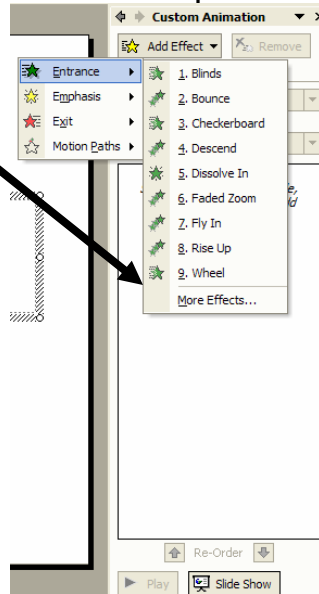 Custom Animation
Add Effect
Remove
Entrance
Emphasis
Exit
Motion Paths
1. Blinds
2. Bounce
3. Checkerboard
4. Descend
5. Dissolve In
6. Faded Zoom
7. Fly In
8. Rise Up
9. Wheel
More Effects...
Re-Order
Play
Slide Show